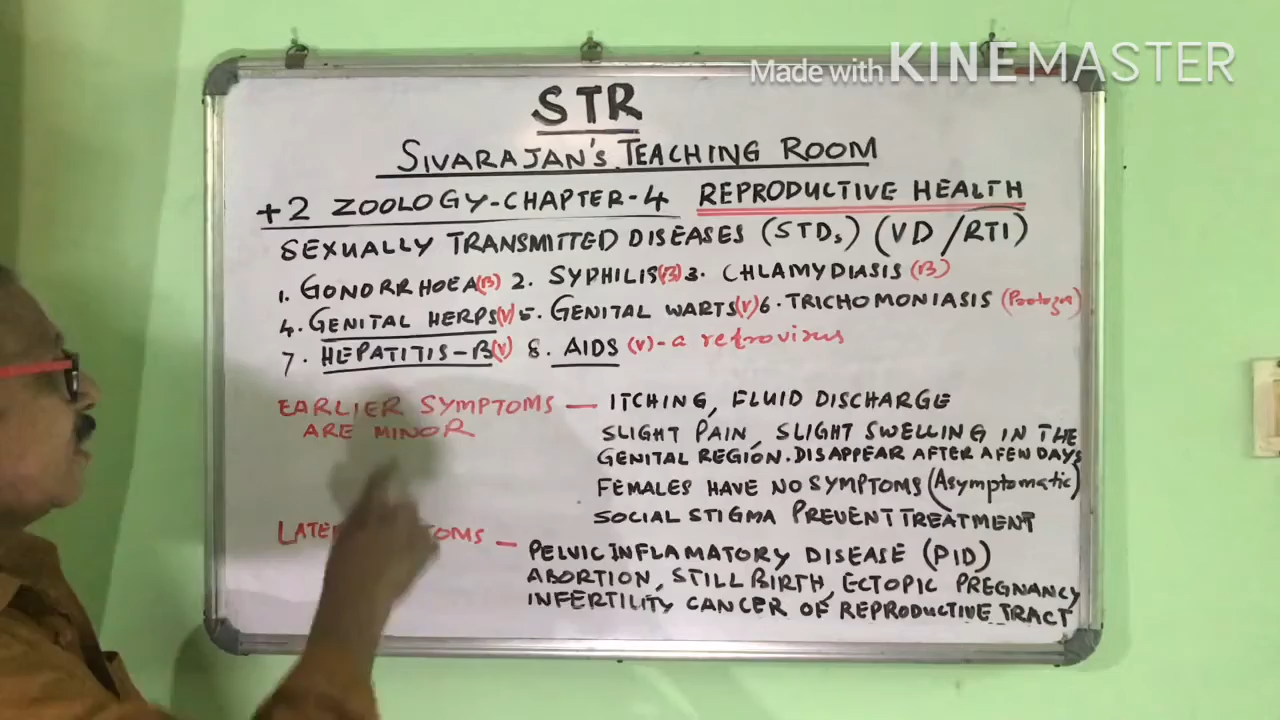 Made with KINEMASTER
STR
SIVARAJAN'S TEACHING ROOM
+2 ZOOLOGY-CHAPTER-4 REPRODUCTIVE HEALTH
SEXUALLY TRANSMITTED DISEASES (STDs) (VD/RTI)
1. GONORRHOEA(B) 2. SYPHILIS(B) 3. CHLAMYDIASIS (B)
4. GENITAL HERPS(V) 5. GENITAL WARTS(V) 6. TRICHOMONIASIS
7. HEPATITIS-B(V) 8. AIDS (V)-a retrovirus
EARLIER SYMPTOMS — ITCHING, FLUID DISCHARGE
ARE MINOR
SLIGHT PAIN, SLIGHT SWELLING IN THE
GENITAL REGION. DISAPPEAR AFTER A FEN DAYS
FEMALES HAVE NO SYMPTOMS (Asymptomatic)
SOCIAL STIGMA PREVENT TREATMENT
— PELVIC INFLAMATORY DISEASE (PID)
ABORTION, STILL BIRTH, ECTOPIC PREGNANCY
INFERTILITY CANCER OF REPRODUCTIVE TRACT